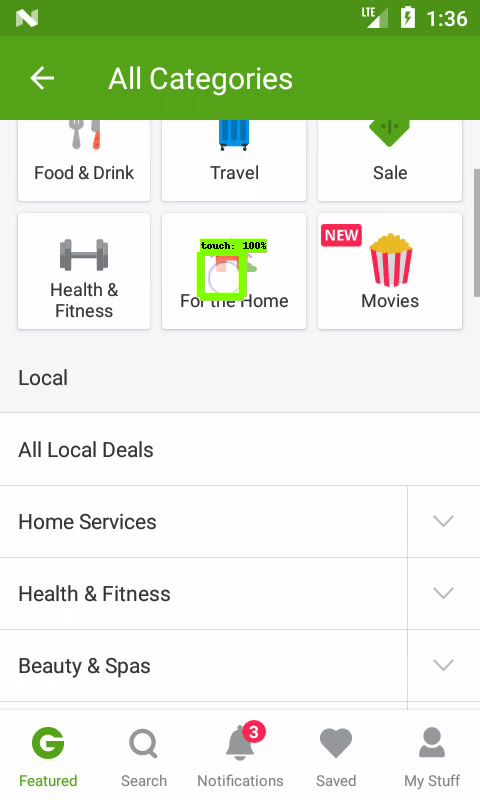 LTE 1:36
All Categories
Food & Drink
Travel
Sale
touch: 100%
NEW
Health &
Fitness
For the Home
Movies
Local
All Local Deals
Home Services
Health & Fitness
Beauty & Spas
3
Featured
Search
Notifications
Saved
My Stuff